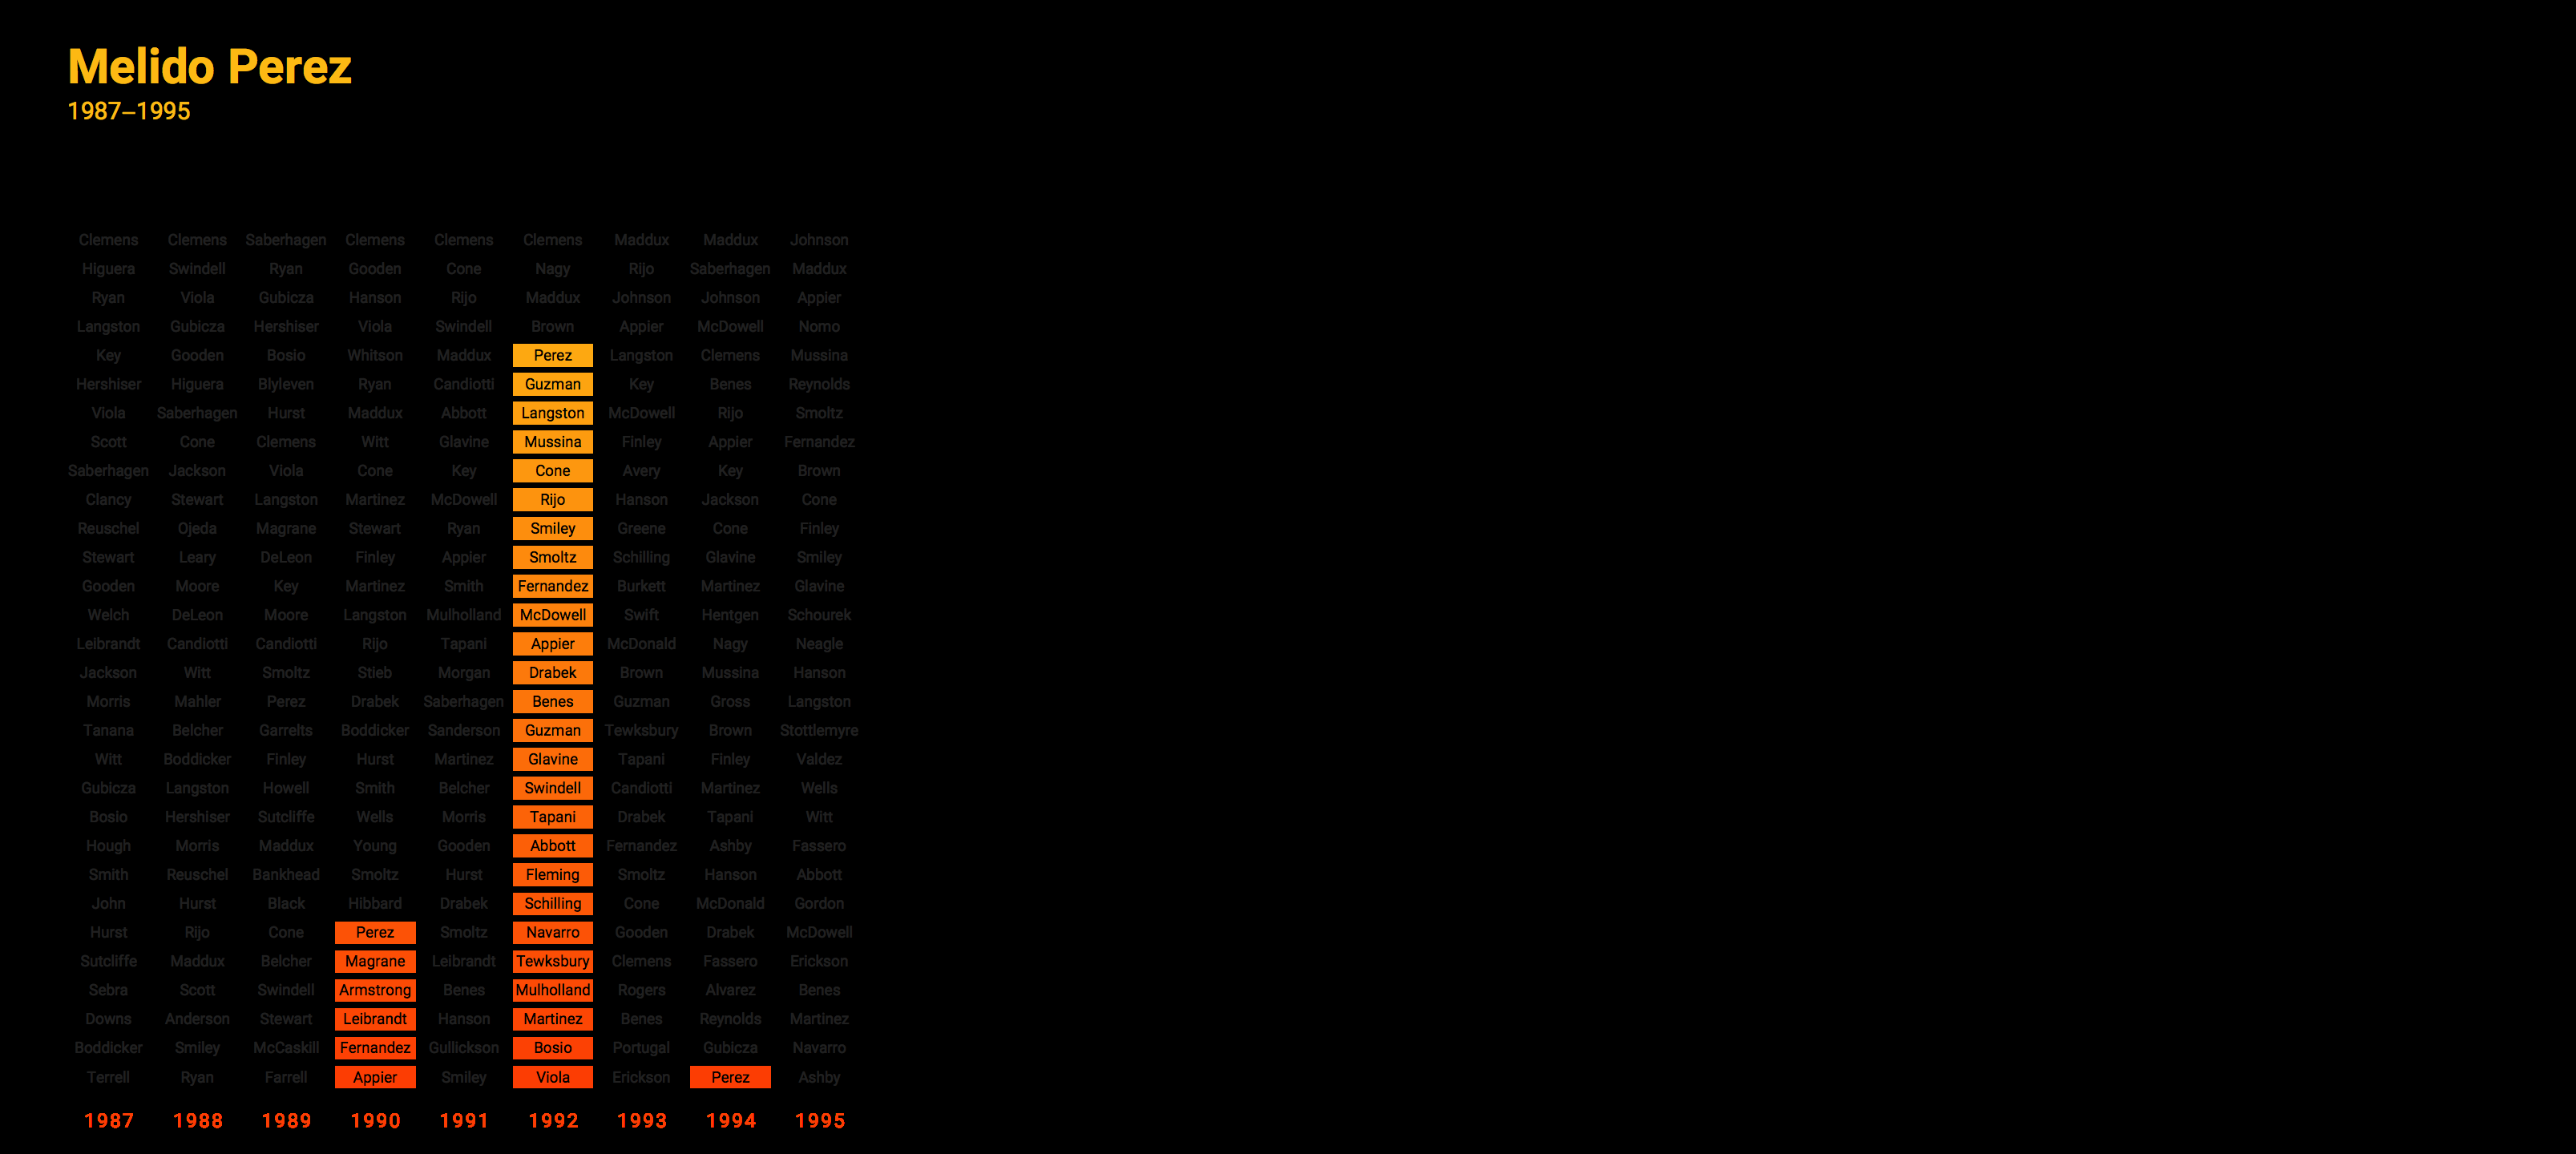 Melido Perez
1987–1995
Clemens Clemens Saberhagen Clemens Clemens Clemens Maddux Maddux Johnson
Higuera Swindell Ryan Gooden Cone Nagy Rijo Saberhagen Maddux
Ryan Viola Gubicza Hanson Rijo Maddux Johnson Johnson Appier
Langston Gubicza Hershiser Viola Swindell Brown Appier McDowell Nomo
Key Gooden Bosio Whitson Maddux Perez Langston Clemens Mussina
Hershiser Higuera Blyleven Ryan Candiotti Guzman Key Benes Reynolds
Viola Saberhagen Hurst Maddux Abbott Langston McDowell Rijo Smoltz
Scott Cone Clemens Witt Glavine Mussina Finley Appier Fernandez
Saberhagen Jackson Viola Cone Key Cone Avery Key Brown
Clancy Stewart Langston Martinez McDowell Rijo Hanson Jackson Cone
Reuschel Ojeda Magrane Stewart Ryan Smiley Greene Cone Finley
Stewart Leary DeLeon Finley Appier Smoltz Schilling Glavine Smiley
Gooden Moore Key Martinez Smith Fernandez Burkett Martinez Glavine
Welch DeLeon Moore Langston Mulholland McDowell Swift Hentgen Schourek
Leibrandt Candiotti Candiotti Rijo Tapani Appier McDonald Nagy Neagle
Jackson Witt Smoltz Stieb Morgan Drabek Brown Mussina Hanson
Morris Mahler Perez Drabek Saberhagen Benes Guzman Gross Langston
Tanana Belcher Garrelts Boddicker Sanderson Guzman Tewksbury Brown Stottlemyre
Witt Boddicker Finley Hurst Martinez Glavine Tapani Finley Valdez
Gubicza Langston Howell Smith Belcher Swindell Candiotti Martinez Wells
Bosio Hershiser Sutcliffe Wells Morris Tapani Drabek Tapani Witt
Hough Morris Maddux Young Gooden Abbott Fernandez Ashby Fassero
Smith Reuschel Bankhead Smoltz Hurst Fleming Smoltz Hanson Abbott
John Hurst Black Hibbard Drabek Schilling Cone McDonald Gordon
Hurst Rijo Cone Perez Smoltz Navarro Gooden Drabek McDowell
Sutcliffe Maddux Belcher Magrane Leibrandt Tewksbury Clemens Fassero Erickson
Sebra Scott Swindell Armstrong Benes Mulholland Rogers Alvarez Benes
Downs Anderson Stewart Leibrandt Hanson Martinez Benes Reynolds Martinez
Boddicker Smiley McCaskill Fernandez Gullickson Bosio Portugal Gubicza Navarro
Terrell Ryan Farrell Appier Smiley Viola Erickson Perez Ashby
1987 1988 1989 1990 1991 1992 1993 1994 1995